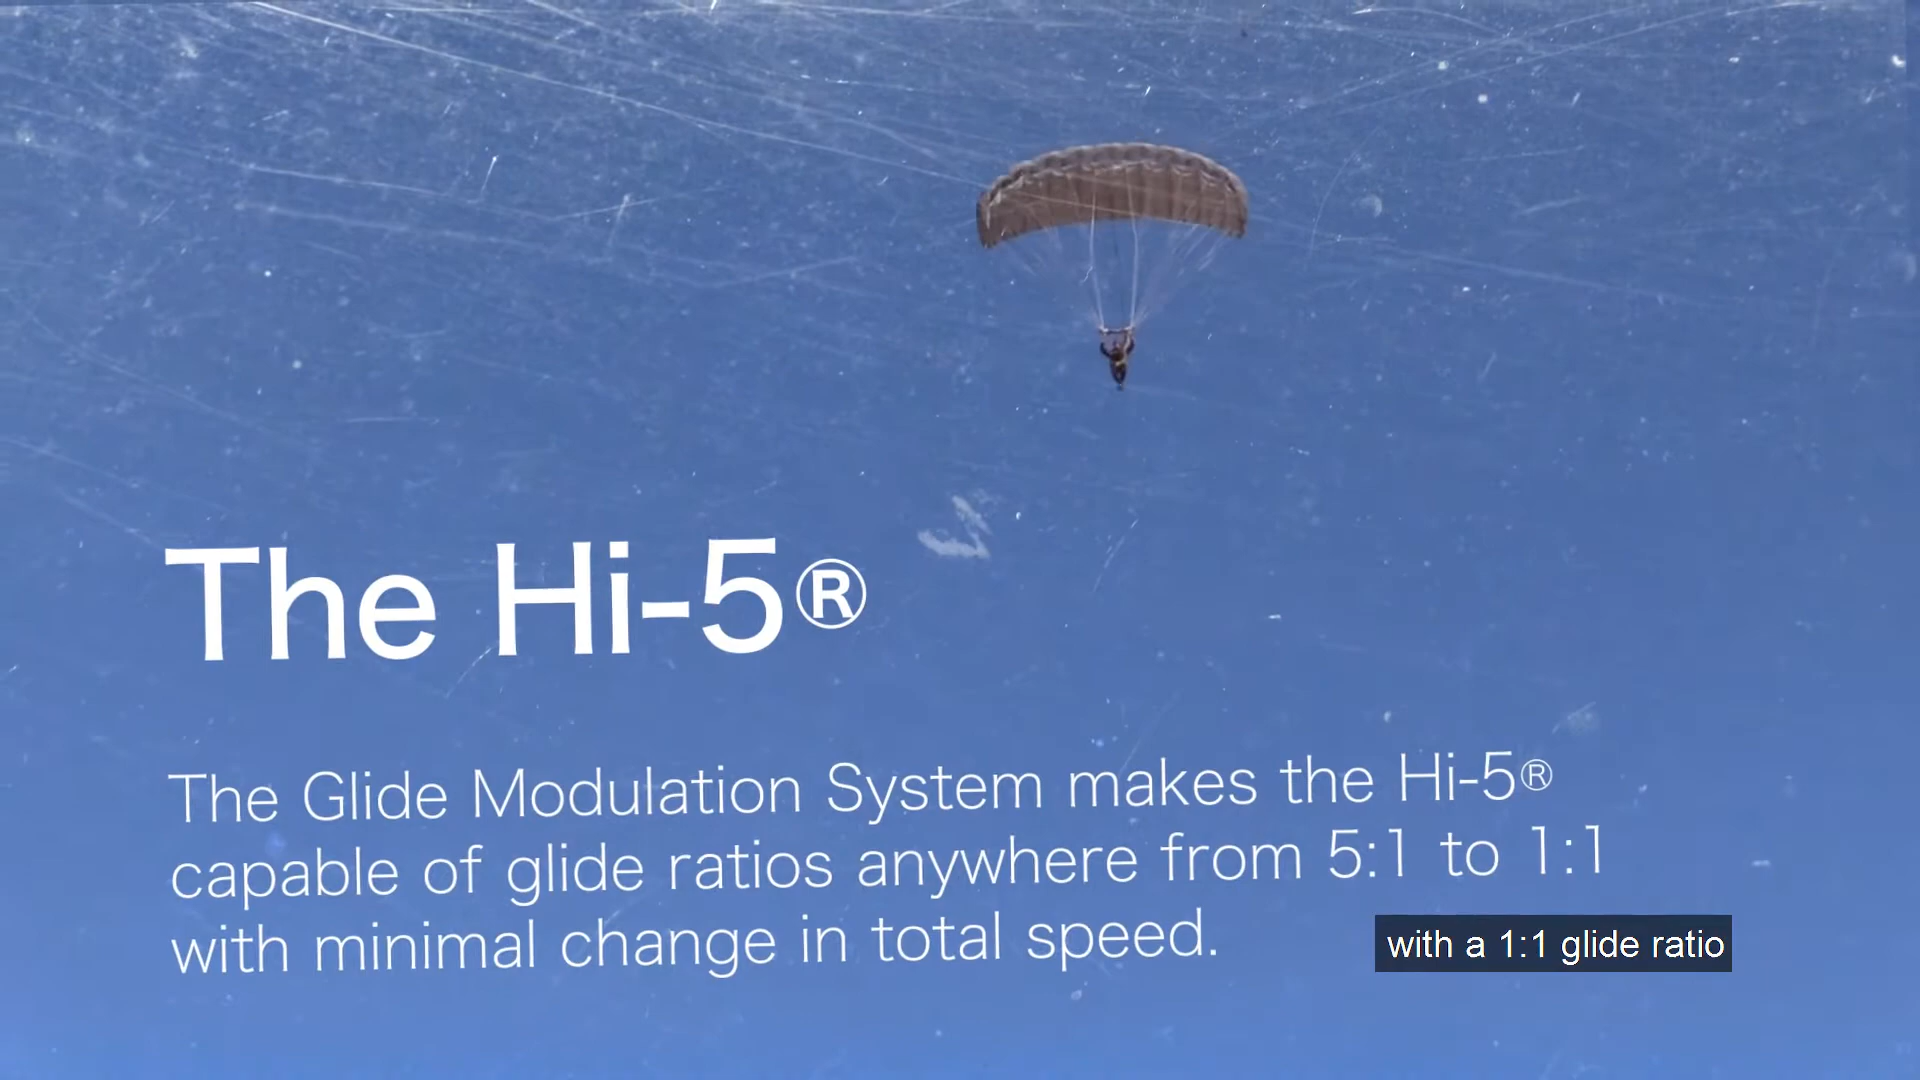 The Hi-5®
The Glide Modulation System makes the Hi-5®
capable of glide ratios anywhere from 5:1 to 1:1
with minimal change in total speed.
with a 1:1 glide ratio